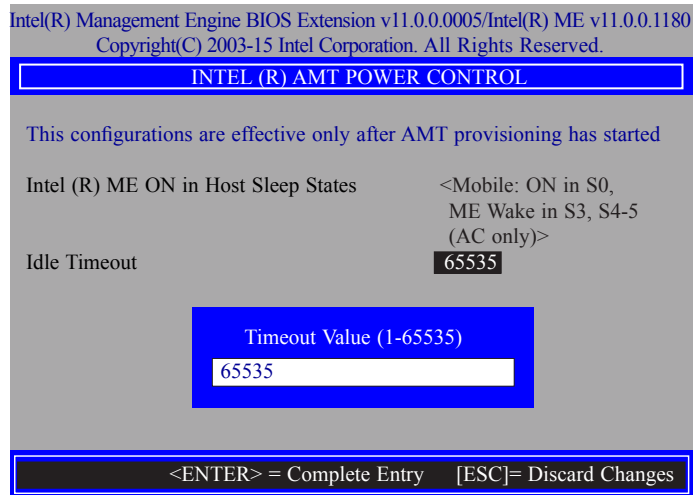 Intel(R) Management Engine BIOS Extension v11.0.0.0005/Intel(R) ME v11.0.0.1180
Copyright(C) 2003-15 Intel Corporation. All Rights Reserved.
INTEL (R) AMT POWER CONTROL
This configurations are effective only after AMT provisioning has started
Intel (R) ME ON in Host Sleep States <Mobile: ON in S0,
ME Wake in S3, S4-5
(AC only)>
Idle Timeout 65535
Timeout Value (1-65535)
65535
<ENTER> = Complete Entry [ESC]= Discard Changes